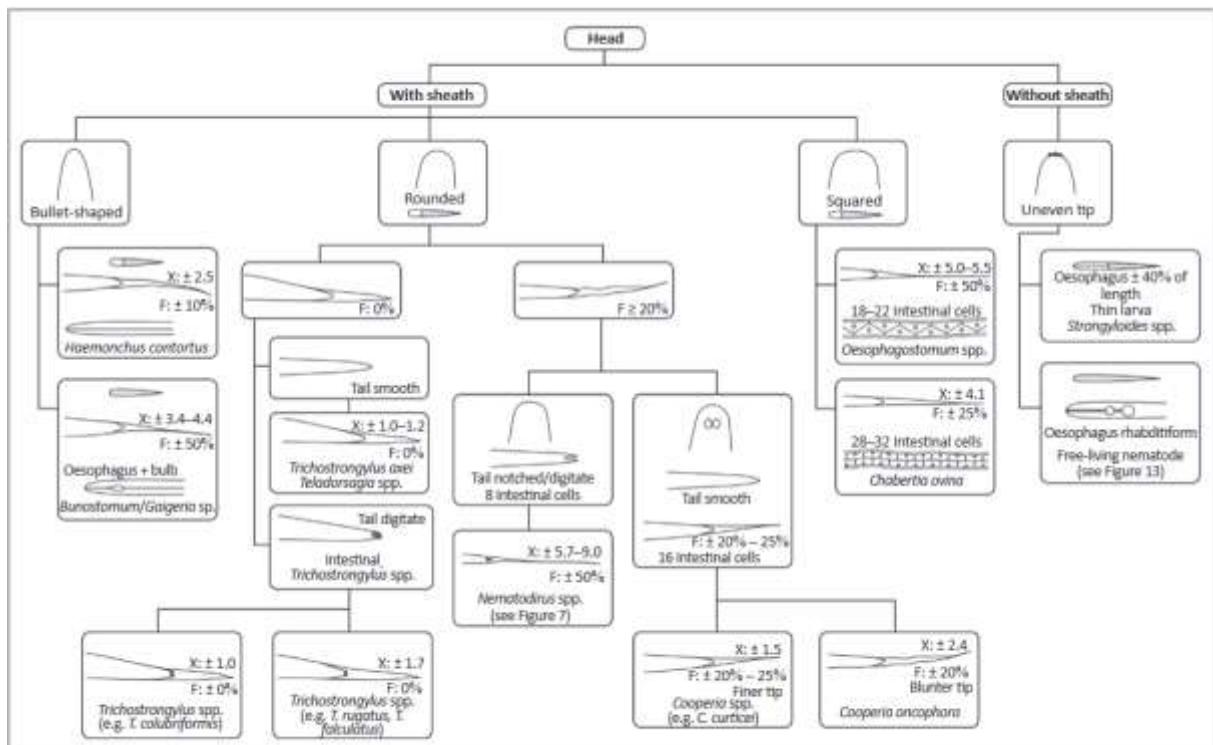 Head
With sheath
Without sheath
Bullet-shaped
Rounded
Squared
Uneven tip
X: ± 2.5
F: ± 10%
Haemonchus contortus
X: ± 3.4–4.4
F: ± 50%
Oesophagus + bulb
Bunostomum/Gaigeria sp.
F: 0%
F ≥ 20%
Tail smooth
X: ± 1.0–1.2
F: 0%
Trichostrongylus axei
Teladorsagia spp.
Tail digitate
Intestinal
Trichostrongylus spp.
X: ± 1.0
F: ± 0%
Trichostrongylus spp.
(e.g. T. colubriformis)
X: ± 1.7
F: 0%
Trichostrongylus spp.
(e.g. T. rugatus, T.
falculatus)
Tail notched/digitate
8 intestinal cells
X: ± 5.7–9.0
F: ± 50%
Nematodirus spp.
(see Figure 7)
Tail smooth
F: ± 20% – 25%
16 Intestinal cells
X: ± 1.5
F: ± 20% – 25%
Finer tip
Cooperia spp.
(e.g. C. curticei)
X: ± 2.4
F: ± 20%
Blunter tip
Cooperia oncophora
X: ± 5.0–5.5
F: ± 50%
18–22 Intestinal cells
Oesophagostomum spp.
X: ± 4.1
F: ± 25%
28–32 Intestinal cells
Chabertia ovina
Oesophagus ± 40% of
length
Thin larva
Strongyloides spp.
Oesophagus rhabditiform
Free-living nematode
(see Figure 13)